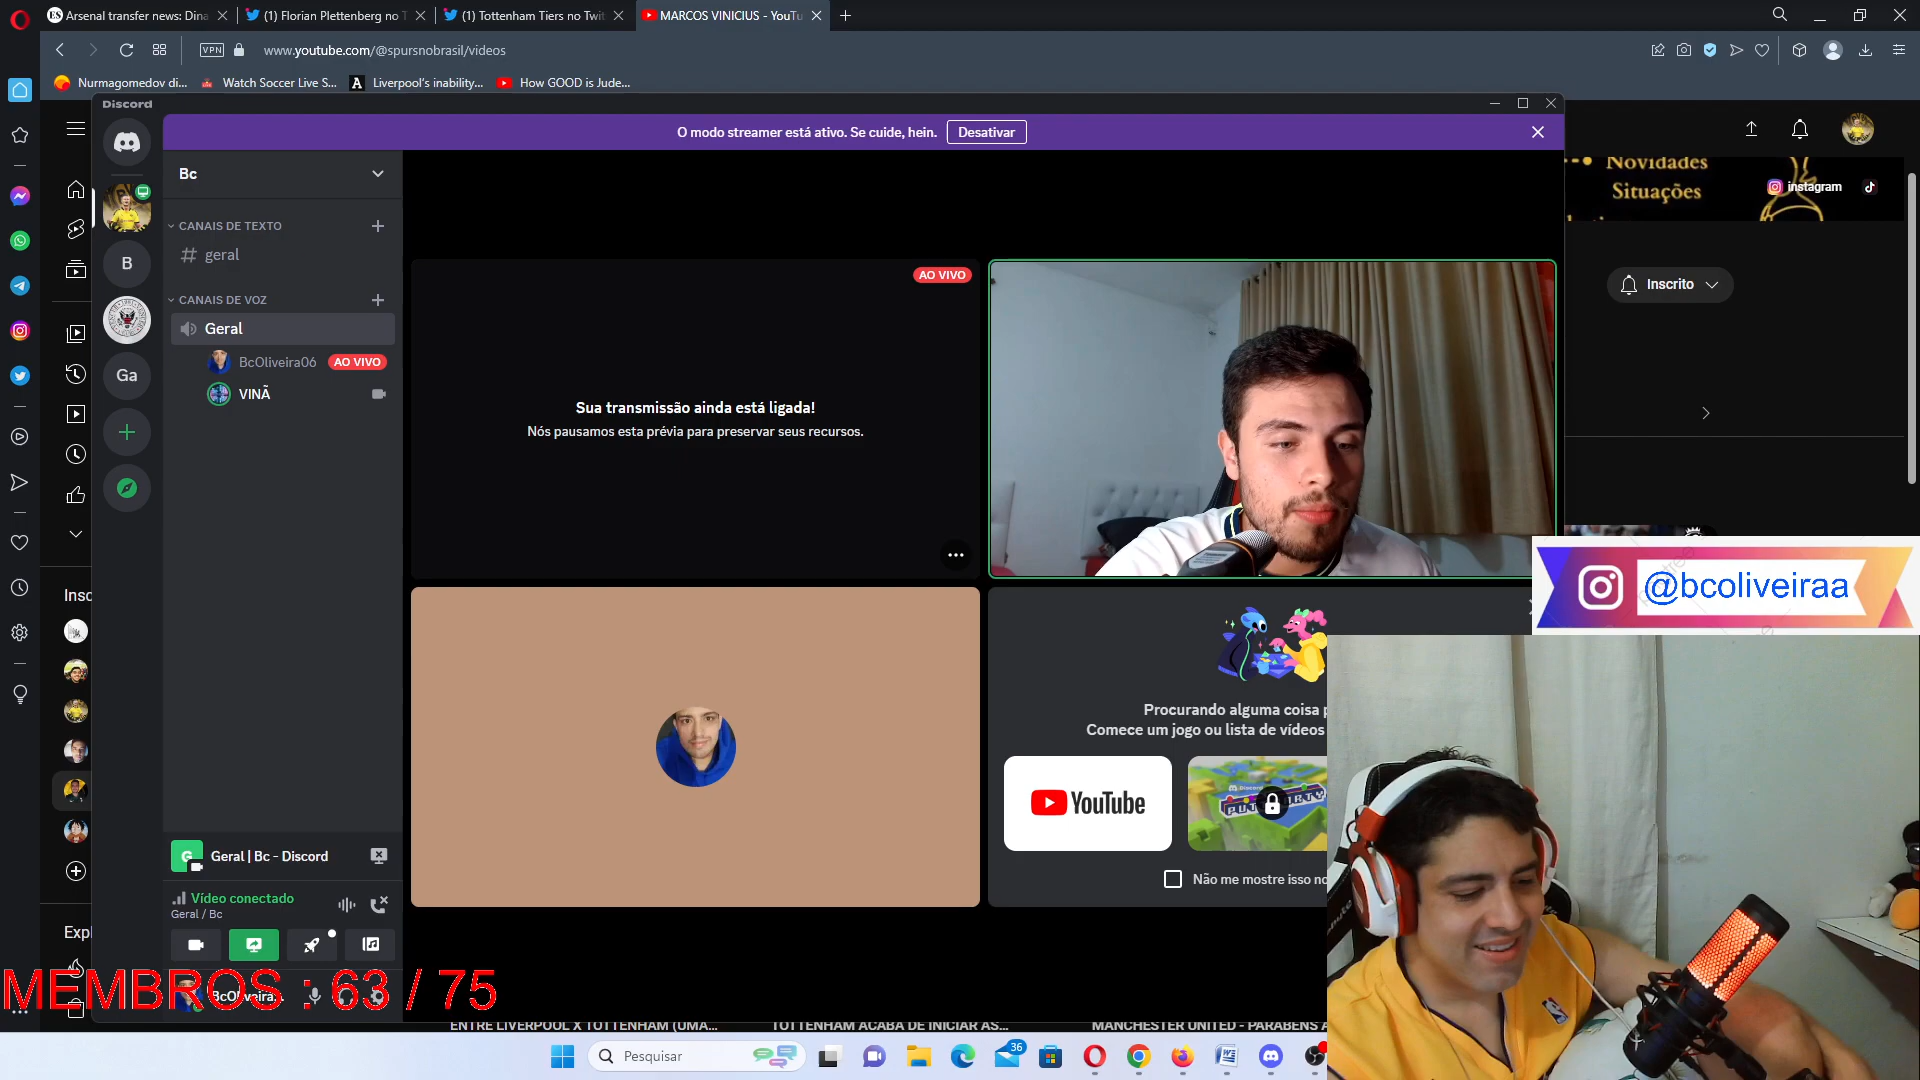 Arsenal transfer news: Dina
(1) Florian Plettenberg no T
(1) Tottenham Tiers no Twit
MARCOS VINICIUS - YouTu
VPN
www.youtube.com/@spursnobrasil/videos
Nurmagomedov di...
Watch Soccer Live S...
Liverpool's inability...
How GOOD is Jude...
Discord
O modo streamer está ativo. Se cuide, hein.
Desativar
Novidades
Situações
instagram
Bc
CANAIS DE TEXTO
geral
B
AO VIVO
Inscrito
CANAIS DE VOZ
Geral
BcOliveira06
AO VIVO
VINÃ
Ga
Sua transmissão ainda está ligada!
Nós pausamos esta prévia para preservar seus recursos.
@bcoliveiraa
Insc
Procurando alguma coisa p
Comece um jogo ou lista de vídeos
YouTube
Não me mostre isso no
G
Geral | Bc - Discord
Vídeo conectado
Geral / Bc
Expl
MEMBROS : 63 / 75
BcOliveira...
ENTRE LIVERPOOL X TOTTENHAM (UMA...
TOTTENHAM ACABA DE INICIAR AS...
MANCHESTER UNITED - PARABÉNS A
Pesquisar
36